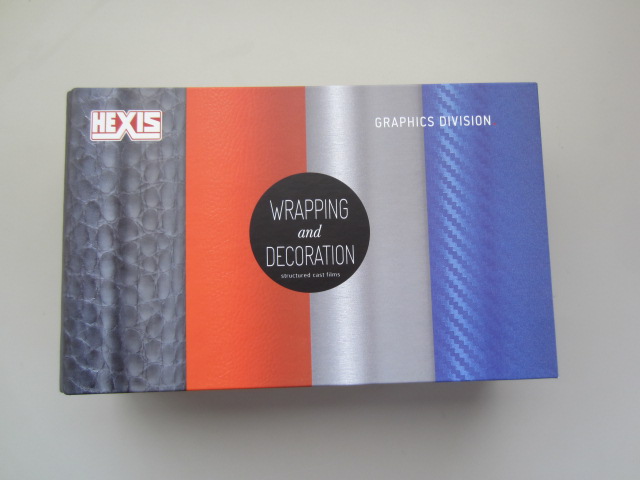 HEXIS
GRAPHICS DIVISION
WRAPPING
and
DECORATION
structured cast films